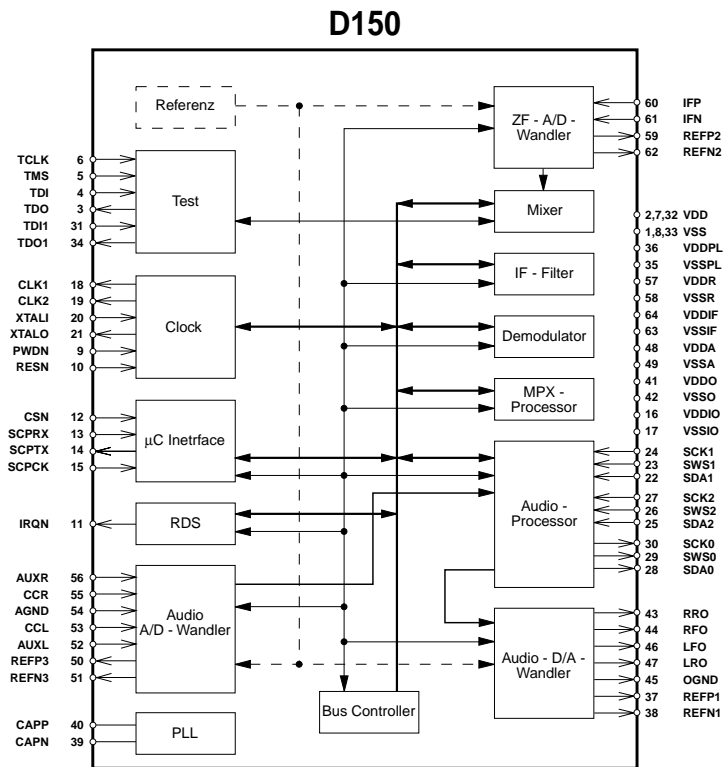 D150
Referenz
ZF - A/D -
Wandler
60 IFP
61 IFN
59 REFP2
62 REFN2
TCLK 6
TMS 5
TDI 4
TDO 3
TDI1 31
TDO1 34
Test
Mixer
2,7,32 VDD
1,8,33 VSS
36 VDDPL
35 VSSPL
57 VDDR
58 VSSR
64 VDDIF
63 VSSIF
48 VDDA
49 VSSA
41 VDDO
42 VSSO
16 VDDIO
17 VSSIO
IF - Filter
CLK1 18
CLK2 19
XTALI 20
XTALO 21
PWDN 9
RESN 10
Clock
Demodulator
MPX -
Processor
CSN 12
SCPRX 13
SCPTX 14
SCPCK 15
µC Inetrface
24 SCK1
23 SWS1
22 SDA1
27 SCK2
26 SWS2
25 SDA2
30 SCK0
29 SWS0
28 SDA0
Audio -
Processor
IRQN 11
RDS
AUXR 56
CCR 55
AGND 54
CCL 53
AUXL 52
REFP3 50
REFN3 51
Audio
A/D - Wandler
Audio - D/A -
Wandler
43 RRO
44 RFO
46 LFO
47 LRO
45 OGND
37 REFP1
38 REFN1
Bus Controller
CAPP 40
CAPN 39
PLL